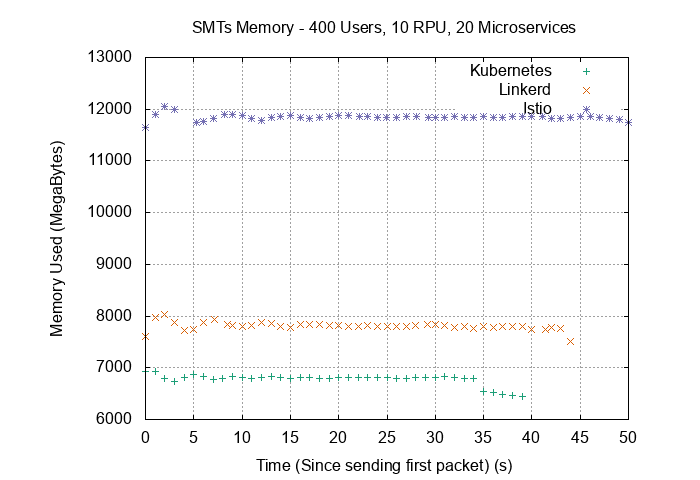 SMTs Memory - 400 Users, 10 RPU, 20 Microservices
13000
12000
11000
10000
9000
8000
7000
6000
Memory Used (MegaBytes)
Kubernetes
Linkerd
Istio
0 5 10 15 20 25 30 35 40 45 50
Time (Since sending first packet) (s)